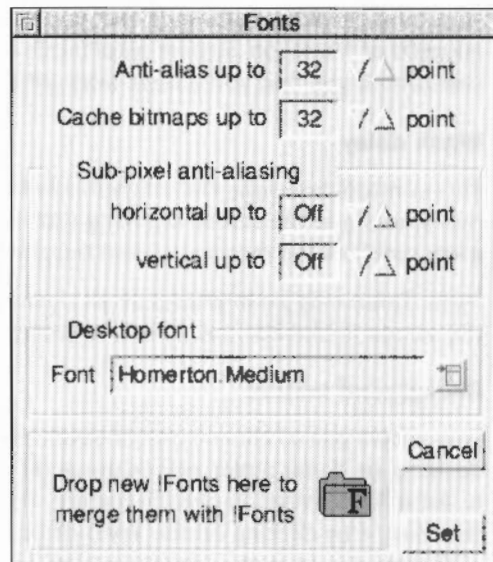 Fonts
Anti-alias up to 32 point
Cache bitmaps up to 32 point
Sub-pixel anti-aliasing
horizontal up to Off point
vertical up to Off point
Desktop font
Font Homerton.Medium
Cancel
Drop new !Fonts here to
merge them with !Fonts
F
Set